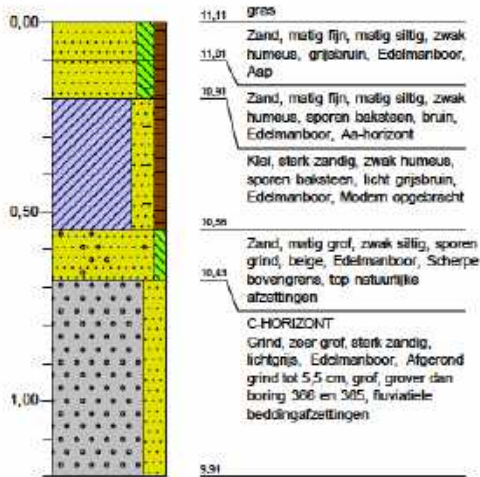 0,00
11,11
gras
Zand, matig fijn, matig siltig, zwak
humeus, grijsbruin, Edelmanboor,
Aap
11,01
10,91
Zand, matig fijn, matig siltig, zwak
humeus, sporen baksteen, bruin,
Edelmanboor, Aa-horizont
Klei, sterk zandig, zwak humeus,
sporen baksteen, licht grijsbruin,
Edelmanboor, Modern opgebracht
0,50
10,56
Zand, matig grof, zwak siltig, sporen
grind, beige, Edelmanboor, Scherpe
bovengrens, top natuurlijke
afzettingen
10,43
C-HORIZONT
Grind, zeer grof, sterk zandig,
lichtgrijs, Edelmanboor, Afgerond
grind tot 5,5 cm, grof, grover dan
boring 366 en 365, fluviatiele
beddingafzettingen
1,00
9,91